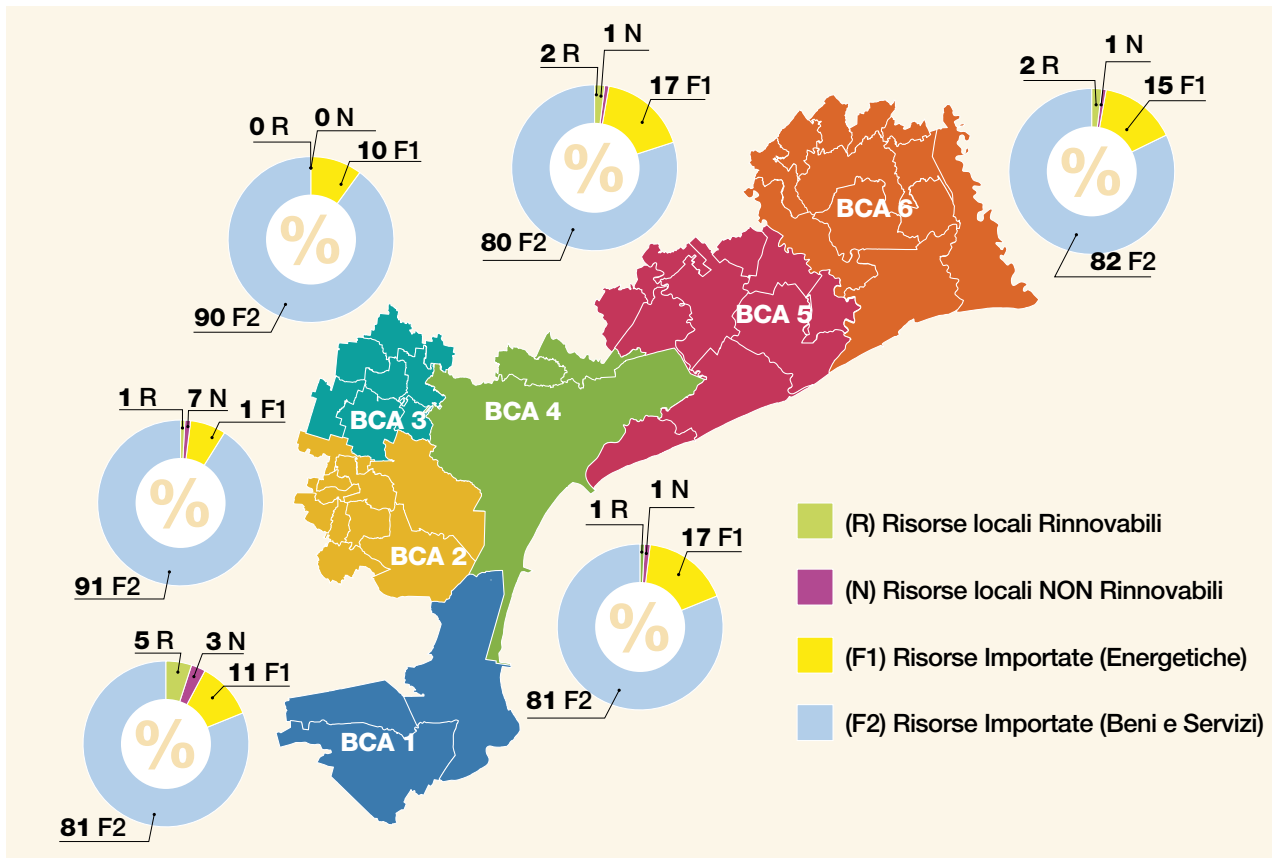 1 N
2 R
17 F1
%
80 F2
1 N
2 R
15 F1
%
82 F2
0 N
0 R
10 F1
%
90 F2
BCA 6
BCA 5
BCA 4
BCA 3
BCA 2
BCA 1
1 R
7 N
1 F1
%
91 F2
1 N
1 R
17 F1
%
81 F2
5 R
3 N
11 F1
%
81 F2
(R) Risorse locali Rinnovabili
(N) Risorse locali NON Rinnovabili
(F1) Risorse Importate (Energetiche)
(F2) Risorse Importate (Beni e Servizi)